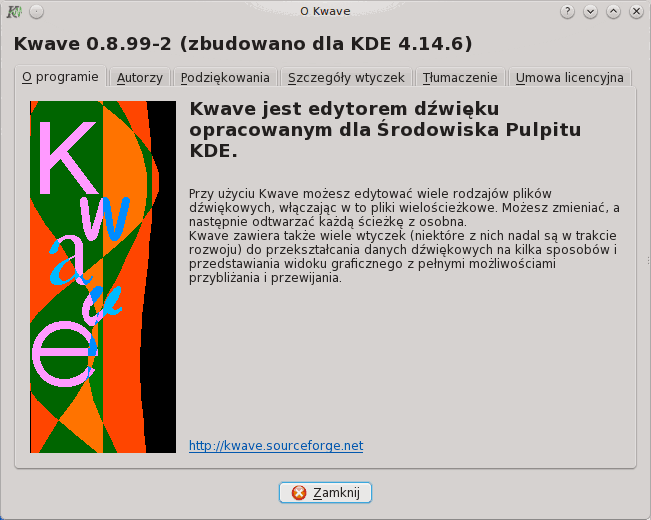 O Kwave
Kwave 0.8.99-2 (zbudowano dla KDE 4.14.6)
O programie Autorzy Podziękowania Szczegóły wtyczek Tłumaczenie Umowa licencyjna
Kwave
Kwave jest edytorem dźwięku
opracowanym dla Środowiska Pulpitu
KDE.
Przy użyciu Kwave możesz edytować wiele rodzajów plików
dźwiękowych, włączając w to pliki wielościeżkowe. Możesz zmieniać, a
następnie odtwarzać każdą ścieżkę z osobna.
Kwave zawiera także wiele wtyczek (niektóre z nich nadal są w trakcie
rozwoju) do przekształcania danych dźwiękowych na kilka sposobów i
przedstawiania widoku graficznego z pełnymi możliwościami
przybliżania i przewijania.
http://kwave.sourceforge.net
Zamknij